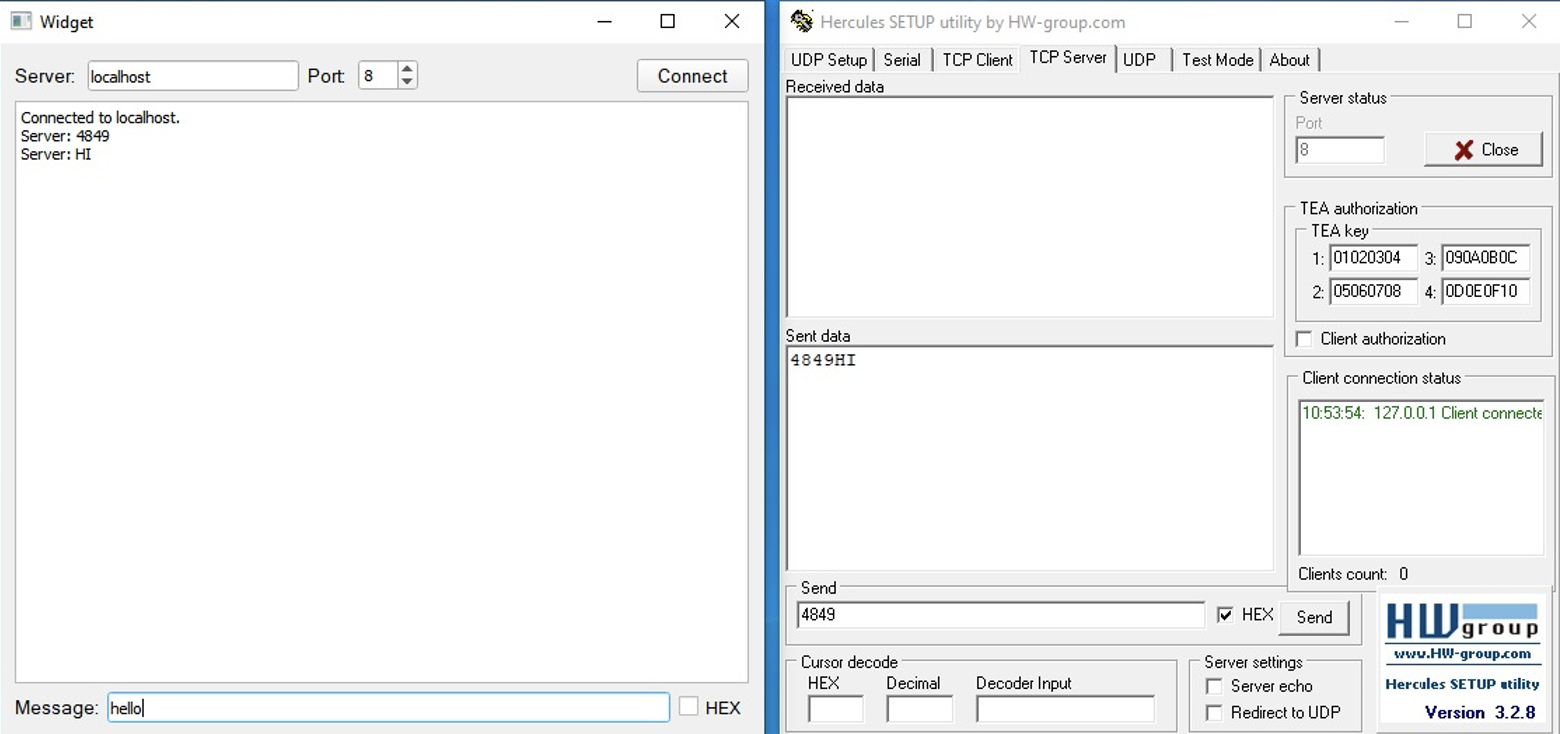 Widget
Server: localhost Port: 8 Connect
Connected to localhost.
Server: 4849
Server: HI
Message: hello HEX
Hercules SETUP utility by HW-group.com
UDP Setup Serial TCP Client TCP Server UDP Test Mode About
Received data
Sent data
4849HI
Send
4849 HEX Send
Cursor decode
HEX Decimal Decoder Input
Server status
Port
8 Close
TEA authorization
TEA key
1: 01020304 3: 090A0B0C
2: 05060708 4: 0D0E0F10
Client authorization
Client connection status
10:53:54: 127.0.0.1 Client connecte
Clients count: 0
Server settings
Server echo
Redirect to UDP
HW group
www.HW-group.com
Hercules SETUP utility
Version 3.2.8